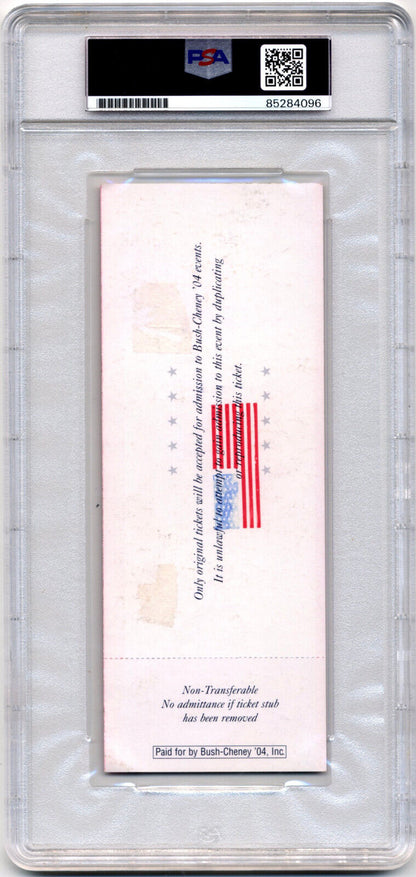 PSA
85284096
Only original tickets will be accepted for admission to Bush-Cheney '04 events.
It is unlawful to attempt to gain admission to this event by duplicating
or reproducing this ticket.
Non-Transferable
No admittance if ticket stub
has been removed
Paid for by Bush-Cheney '04, Inc.